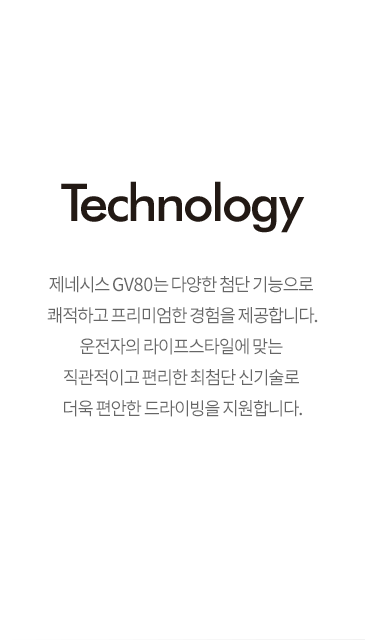 Technology
제네시스 GV80는 다양한 첨단 기능으로
쾌적하고 프리미엄한 경험을 제공합니다.
운전자의 라이프스타일에 맞는
직관적이고 편리한 최첨단 신기술로
더욱 편안한 드라이빙을 지원합니다.